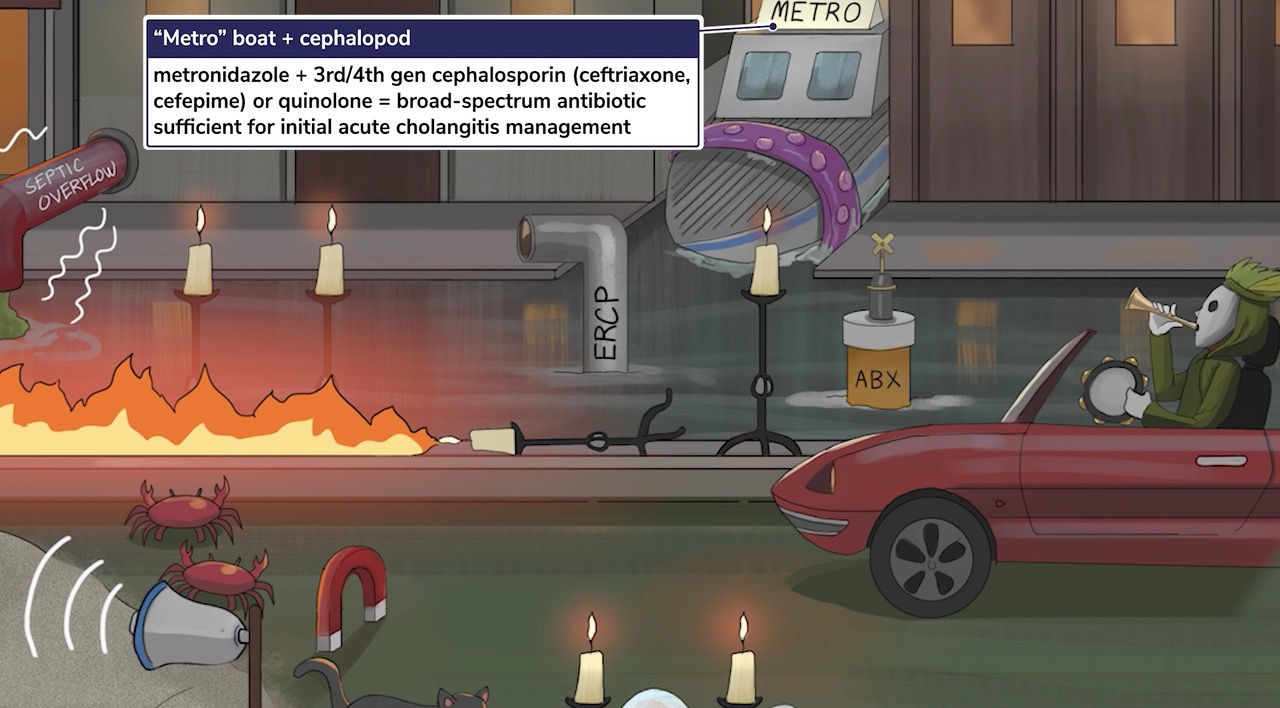 METRO
“Metro” boat + cephalopod
metronidazole + 3rd/4th gen cephalosporin (ceftriaxone,
cefepime) or quinolone = broad-spectrum antibiotic
sufficient for initial acute cholangitis management
SEPTIC
OVERFLOW
ERCP
ABX